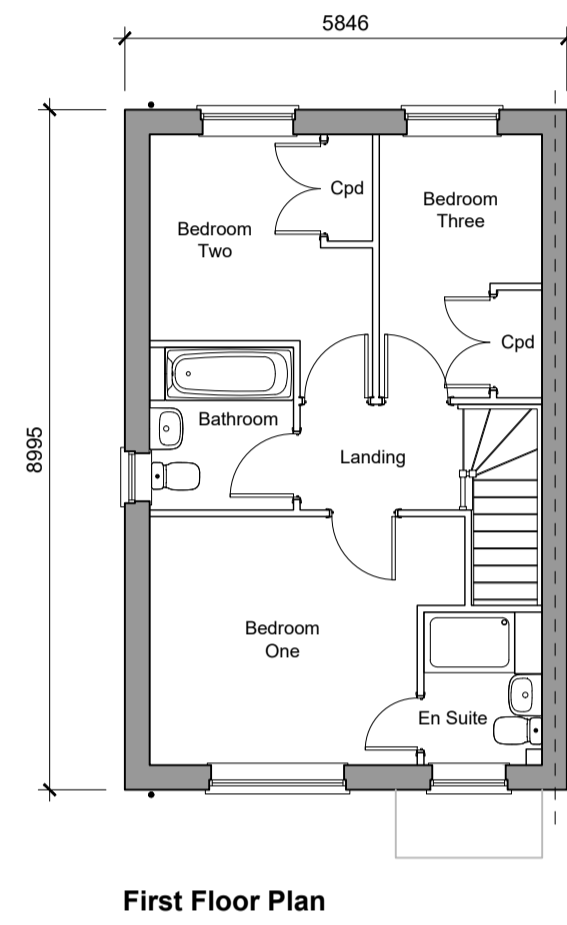 5846
8995
Cpd
Bedroom
Two
Bedroom
Three
Cpd
Bathroom
Landing
Bedroom
One
En Suite
First Floor Plan